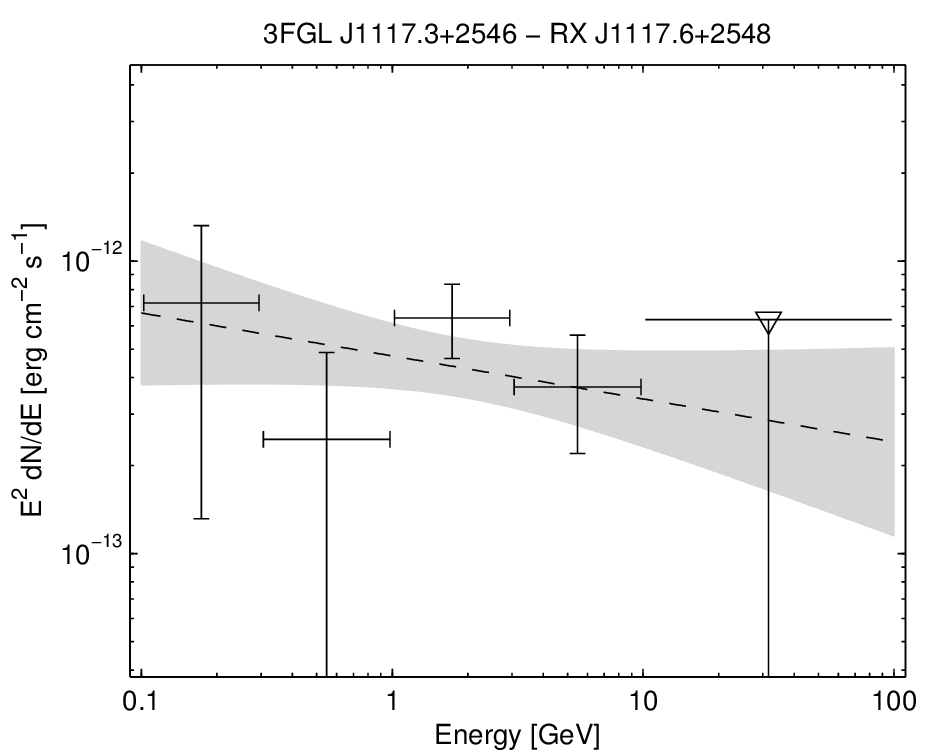 3FGL J1117.3+2546 − RX J1117.6+2548
E² dN/dE [erg cm⁻² s⁻¹]
10⁻¹²
10⁻¹³
0.1 1 10 100
Energy [GeV]